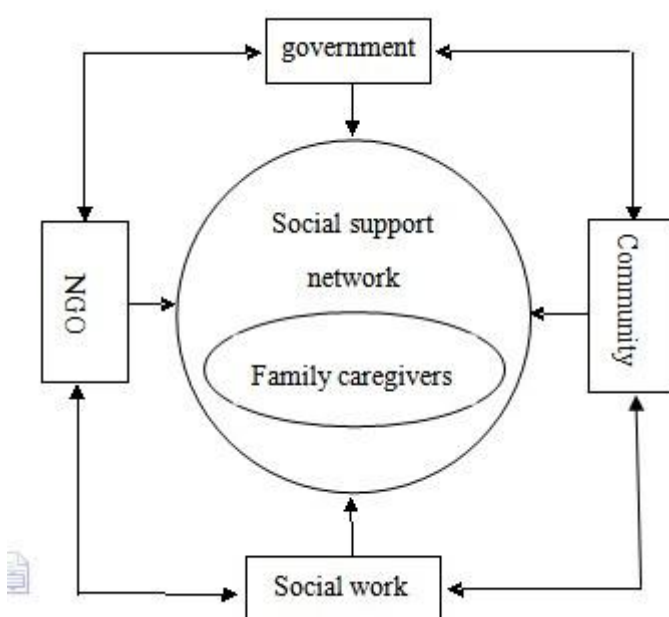 government
Social support
network
NGO
Community
Family caregivers
Social work